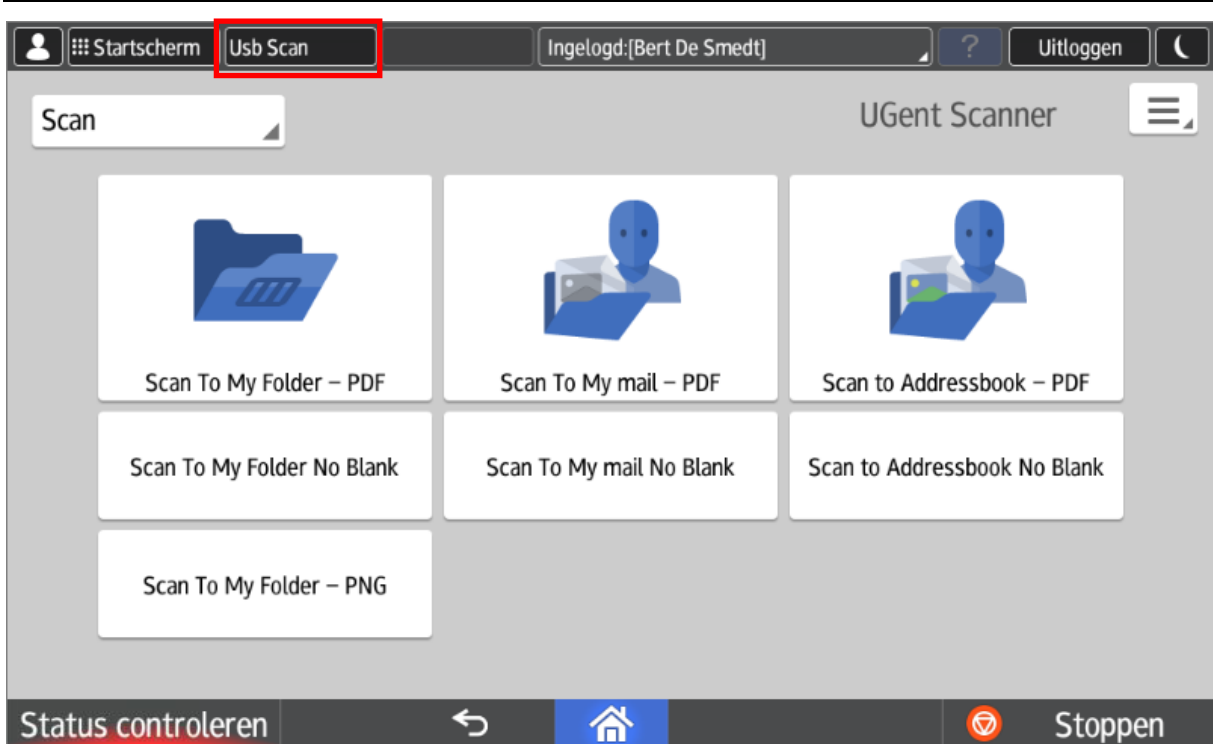 Startscherm Usb Scan Ingelogd:[Bert De Smedt] ? Uitloggen
Scan UGent Scanner
Scan To My Folder – PDF Scan To My mail – PDF Scan to Addressbook – PDF
Scan To My Folder No Blank Scan To My mail No Blank Scan to Addressbook No Blank
Scan To My Folder – PNG
Status controleren Stoppen